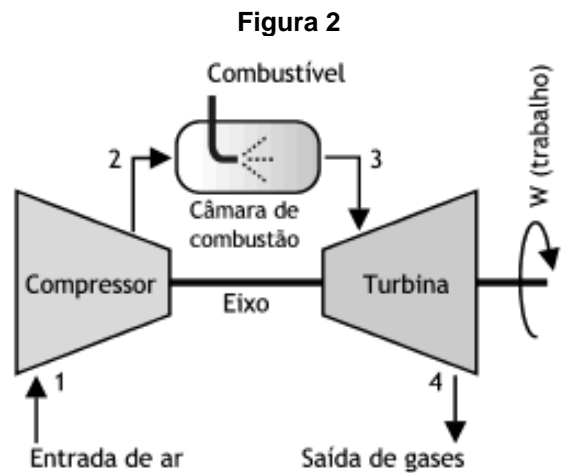 Figura 2
Combustível
2
3
Câmara de
combustão
W (trabalho)
Compressor
Eixo
Turbina
1
4
Entrada de ar
Saída de gases